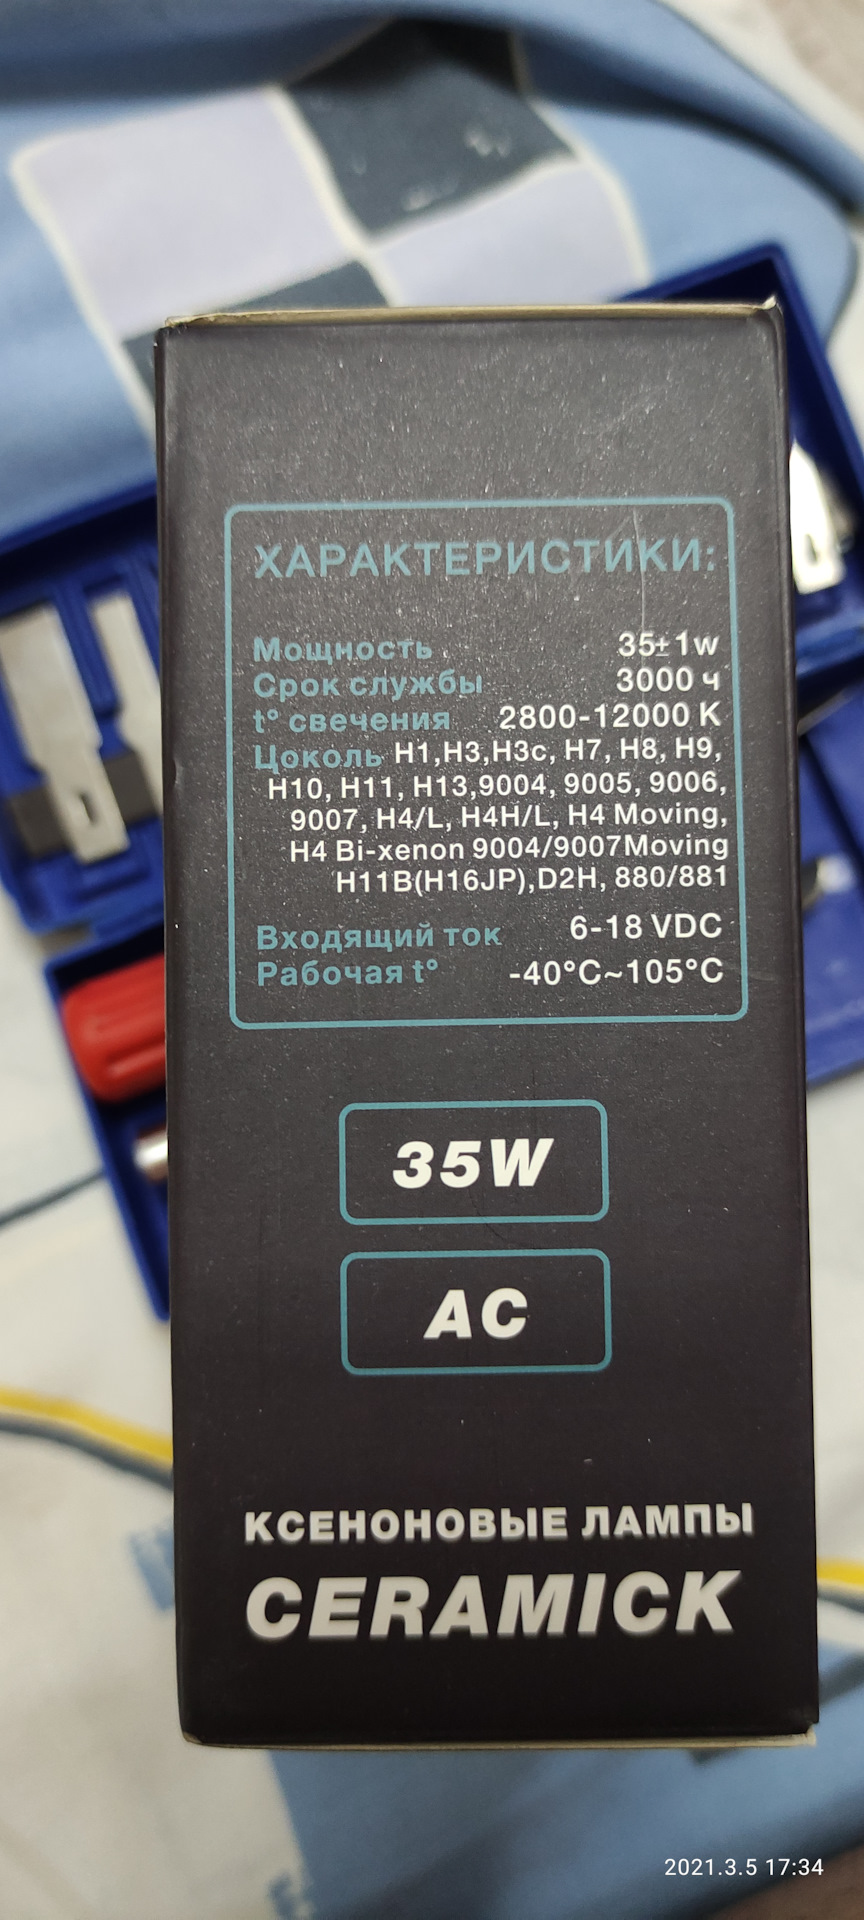 ХАРАКТЕРИСТИКИ:
Мощность 35±1w
Срок службы 3000 ч
t° свечения 2800-12000 K
Цоколь H1,H3,H3c, H7, H8, H9,
H10, H11, H13,9004, 9005, 9006,
9007, H4/L, H4H/L, H4 Moving,
H4 Bi-xenon 9004/9007Moving
H11B(H16JP),D2H, 880/881
Входящий ток 6-18 VDC
Рабочая t° -40°C~105°C
35W
AC
КСЕНОНОВЫЕ ЛАМПЫ
CERAMICK
2021.3.5 17:34